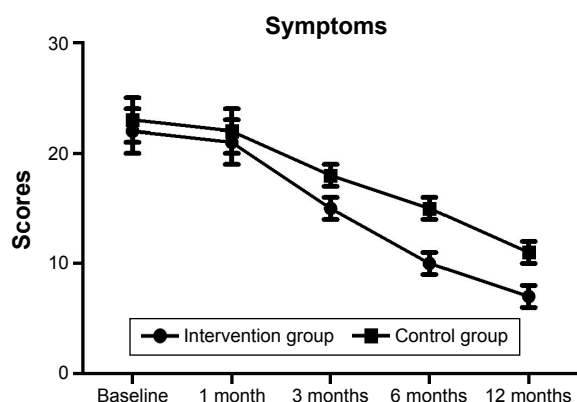 Symptoms
30
20
10
0
Scores
Intervention group
Control group
Baseline
1 month
3 months
6 months
12 months